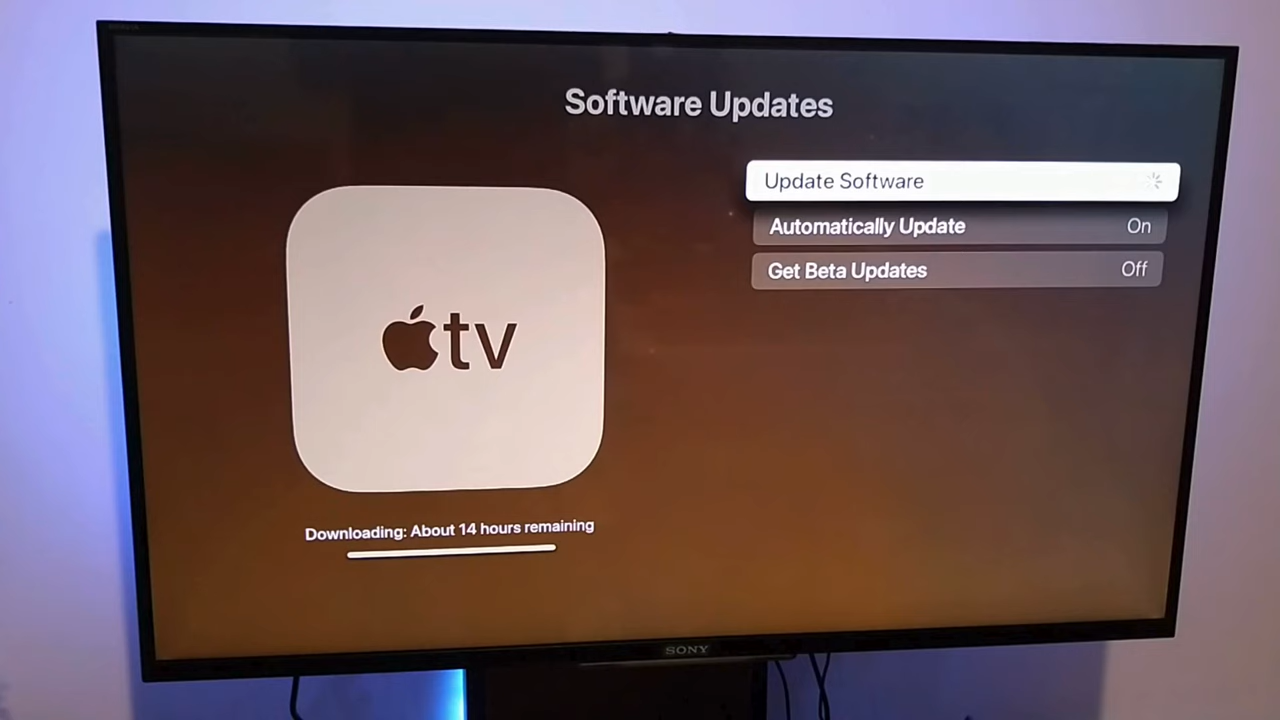 Software Updates
Update Software
Automatically Update On
Get Beta Updates Off
tv
Downloading: About 14 hours remaining
SONY